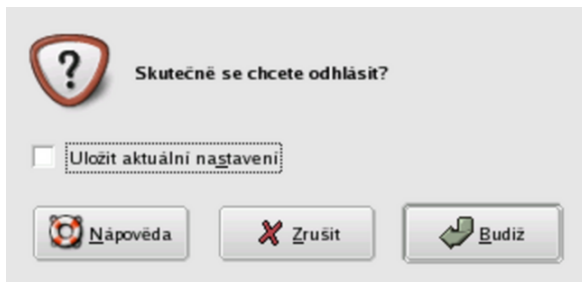 ?
Skutečně se chcete odhlásit?
Uložit aktuální nastavení
Nápověda
Zrušit
Budiž